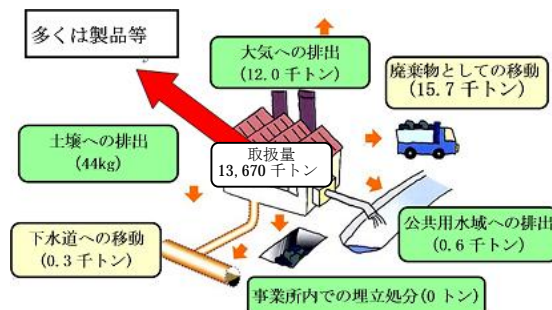 多くは製品等
大気への排出
(12.0 千トン)
廃棄物としての移動
(15.7 千トン)
土壌への排出
(44kg)
取扱量
13,670 千トン
公共用水域への排出
(0.6 千トン)
下水道への移動
(0.3 千トン)
事業所内での埋立処分(0 トン)